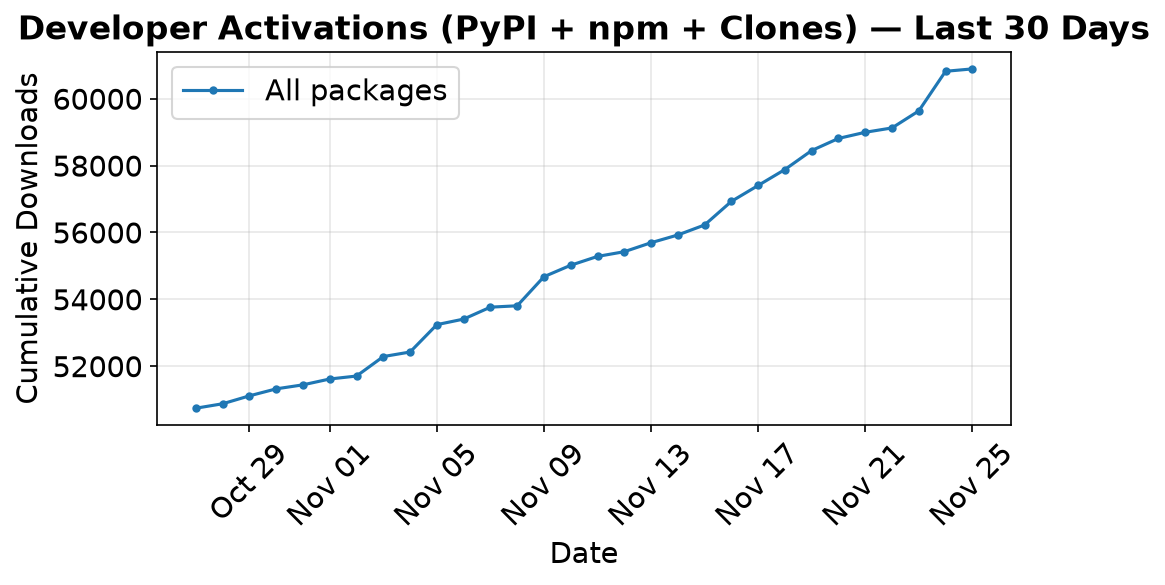 Developer Activations (PyPI + npm + Clones) — Last 30 Days
All packages
Cumulative Downloads
60000
58000
56000
54000
52000
Oct 29
Nov 01
Nov 05
Nov 09
Nov 13
Nov 17
Nov 21
Nov 25
Date